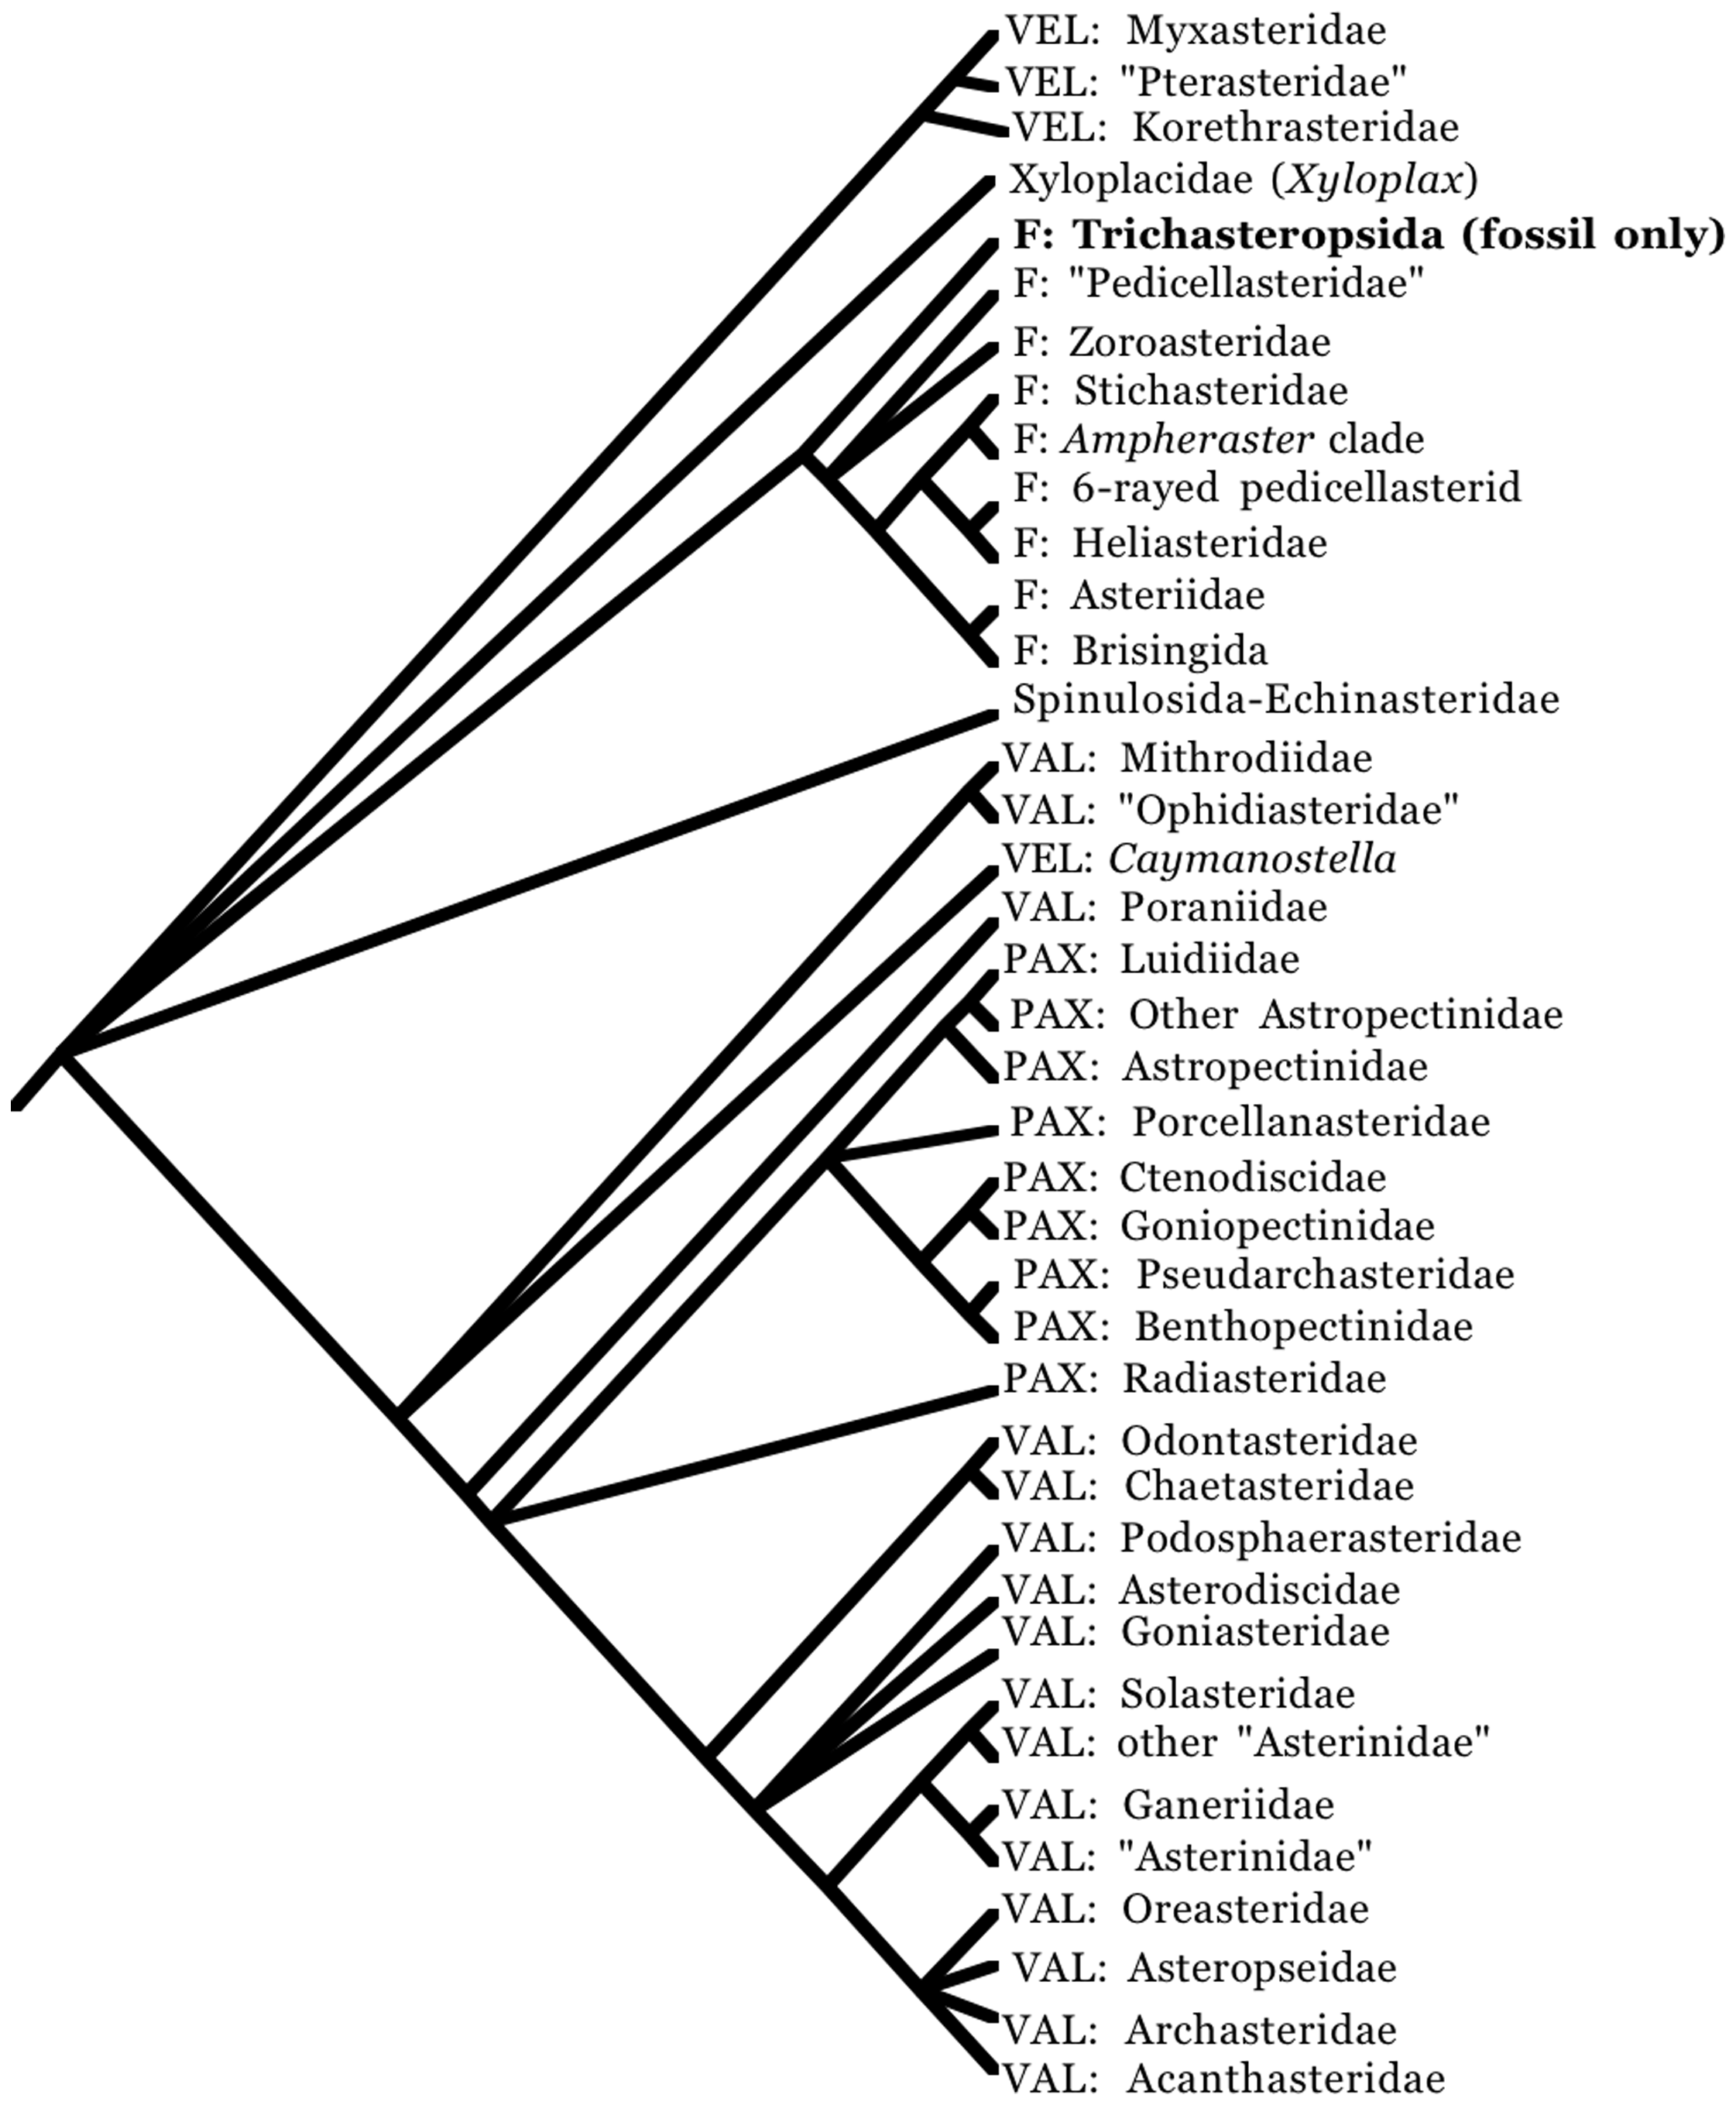 VEL: Myxasteridae
VEL: "Pterasteridae"
VEL: Korethrasteridae
Xyloplacidae (Xyloplax)
F: Trichasteropsida (fossil only)
F: "Pedicellasteridae"
F: Zoroasteridae
F: Stichasteridae
F: Ampheraster clade
F: 6-rayed pedicellasterid
F: Heliasteridae
F: Asteriidae
F: Brisingida
Spinulosida-Echinasteridae
VAL: Mithrodiidae
VAL: "Ophidiasteridae"
VEL: Caymanostella
VAL: Poraniidae
PAX: Luidiidae
PAX: Other Astropectinidae
PAX: Astropectinidae
PAX: Porcellanasteridae
PAX: Ctenodiscidae
PAX: Goniopectinidae
PAX: Pseudarchasteridae
PAX: Benthopectinidae
PAX: Radiasteridae
VAL: Odontasteridae
VAL: Chaetasteridae
VAL: Podosphaerasteridae
VAL: Asterodiscidae
VAL: Goniasteridae
VAL: Solasteridae
VAL: other "Asterinidae"
VAL: Ganeriidae
VAL: "Asterinidae"
VAL: Oreasteridae
VAL: Asteropseidae
VAL: Archasteridae
VAL: Acanthasteridae